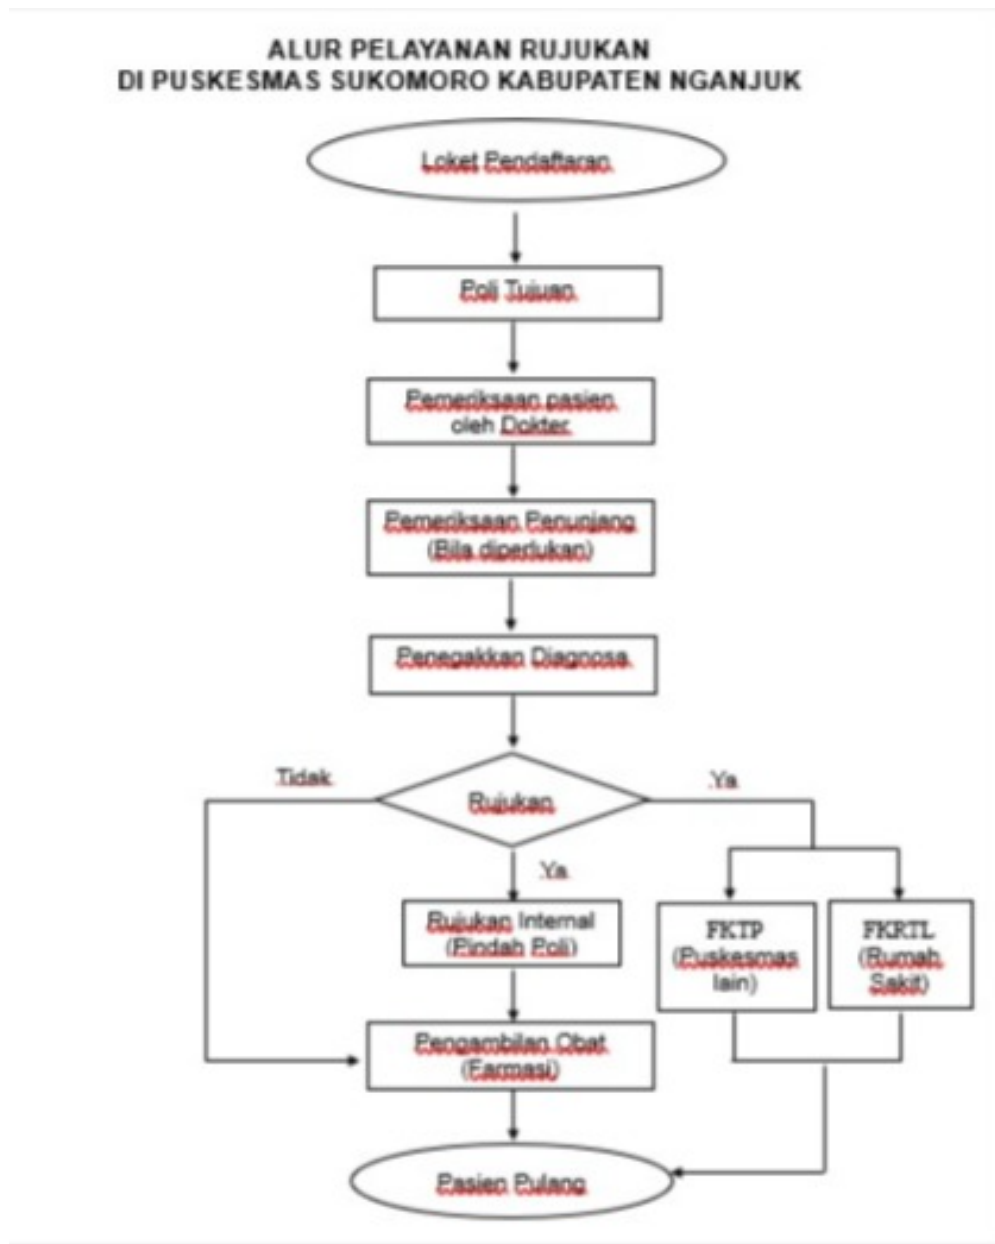 ALUR PELAYANAN RUJUKAN
DI PUSKESMAS SUKOMORO KABUPATEN NGANJUK
Loket Pendaftaran
Poli Tujuan
Pemeriksaan pasien
oleh Dokter
Pemeriksaan Penunjang
(Bila diperlukan)
Penegakkan Diagnosa
Tidak
Rujukan
Ya
Ya
Rujukan Internal
(Pindah Poli)
FKTP
(Puskesmas
lain)
FKRTL
(Rumah
Sakit)
Pengambilan Obat
(Farmasi)
Pasien Pulang